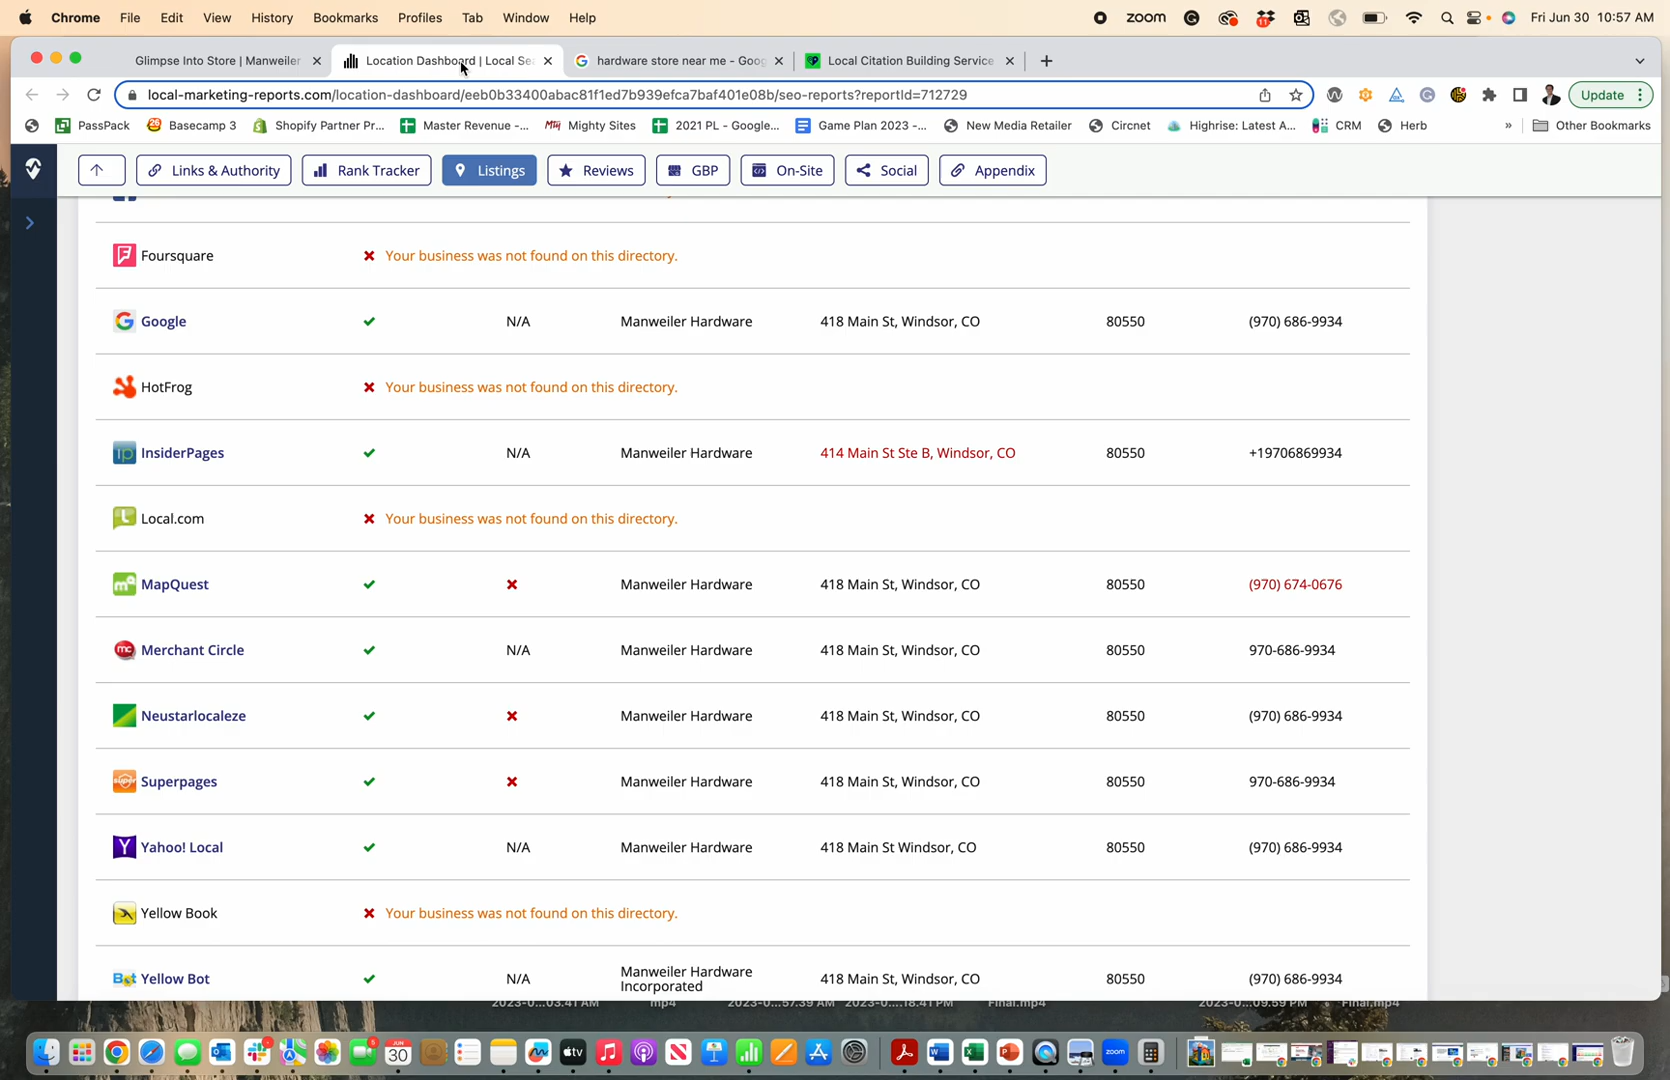 Chrome File Edit View History Bookmarks Profiles Tab Window Help zoom 11 Fri Jun 30 10:57 AM
Glimpse Into Store | Manweiler Location Dashboard | Local Se hardware store near me - Goog Local Citation Building Service
local-marketing-reports.com/location-dashboard/eeb0b33400abac81f1ed7b939efca7baf401e08b/seo-reports?reportId=712729 Update
PassPack 26 Basecamp 3 Shopify Partner Pr... Master Revenue -... Mighty Sites 2021 PL - Google... Game Plan 2023 -... New Media Retailer Circnet Highrise: Latest A... CRM Herb » Other Bookmarks
Links & Authority Rank Tracker Listings Reviews GBP On-Site Social Appendix
Foursquare Your business was not found on this directory.
Google N/A Manweiler Hardware 418 Main St, Windsor, CO 80550 (970) 686-9934
HotFrog Your business was not found on this directory.
InsiderPages N/A Manweiler Hardware 414 Main St Ste B, Windsor, CO 80550 +19706869934
Local.com Your business was not found on this directory.
MapQuest Manweiler Hardware 418 Main St, Windsor, CO 80550 (970) 674-0676
Merchant Circle N/A Manweiler Hardware 418 Main St, Windsor, CO 80550 970-686-9934
Neustarlocaleze Manweiler Hardware 418 Main St, Windsor, CO 80550 (970) 686-9934
Superpages Manweiler Hardware 418 Main St, Windsor, CO 80550 970-686-9934
Yahoo! Local N/A Manweiler Hardware 418 Main St Windsor, CO 80550 (970) 686-9934
Yellow Book Your business was not found on this directory.
Yellow Bot N/A Manweiler Hardware
Incorporated 418 Main St, Windsor, CO 80550 (970) 686-9934
JUN
30
zoom